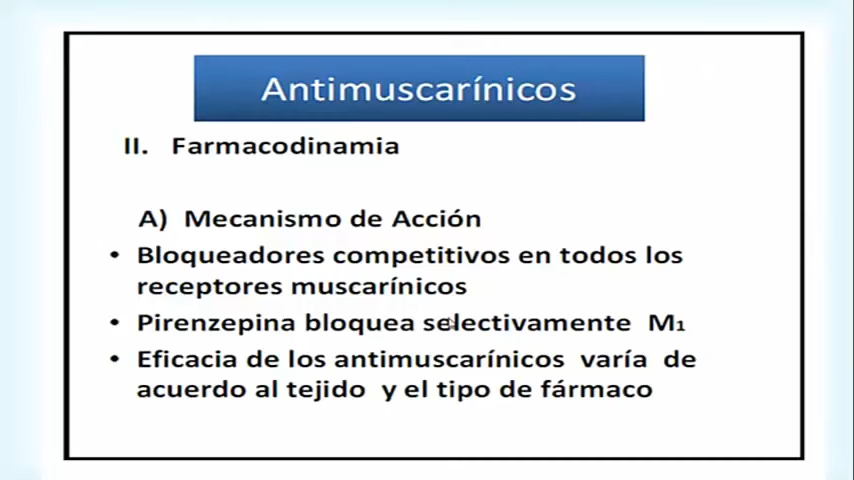 Antimuscarínicos
II. Farmacodinamia
A) Mecanismo de Acción
• Bloqueadores competitivos en todos los
receptores muscarínicos
• Pirenzepina bloquea selectivamente M₁
• Eficacia de los antimuscarínicos varía de
acuerdo al tejido y el tipo de fármaco